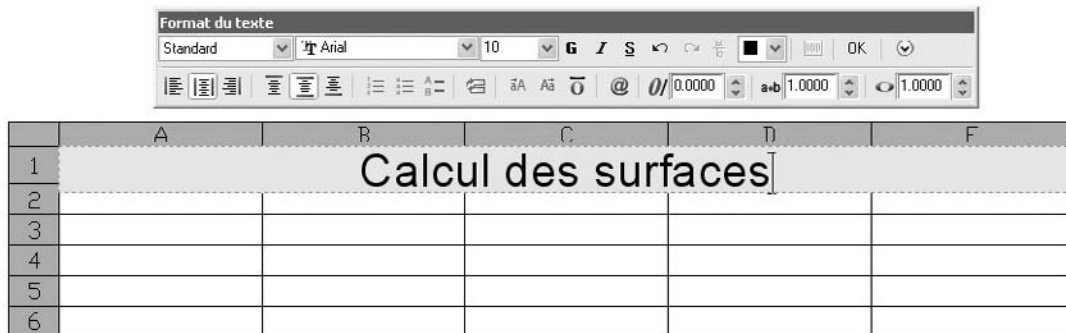 Format du texte
Standard Arial 10 G I S OK
@ 0/ 0.0000 a•b 1.0000 1.0000
A B C D E
1 Calcul des surfaces
2
3
4
5
6